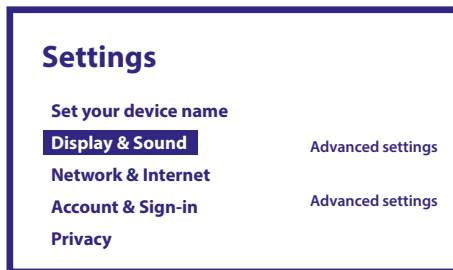 Settings
Set your device name
Display & Sound
Advanced settings
Network & Internet
Account & Sign-in
Advanced settings
Privacy